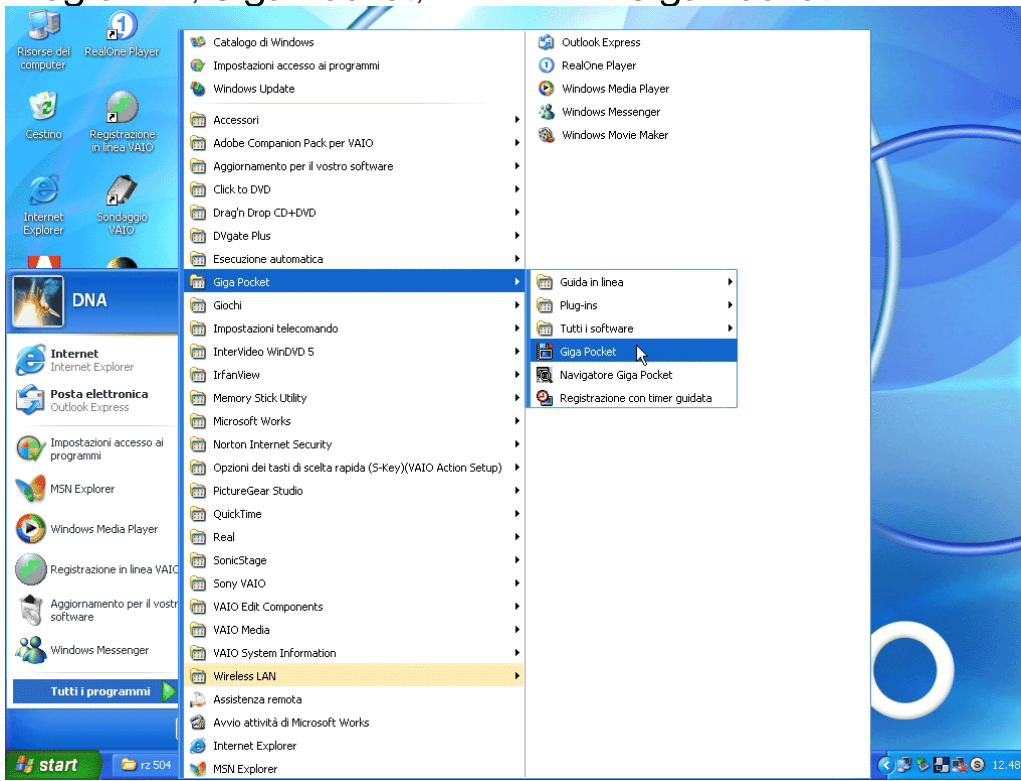 Risorse del
computer
RealOne Player
Cestino
Registrazione
in linea VAIO
Internet
Explorer
Sondaggio
VAIO
DNA
Internet
Internet Explorer
Posta elettronica
Outlook Express
Impostazioni accesso ai
programmi
MSN Explorer
Windows Media Player
Registrazione in linea VAIO
Aggiornamento per il vostr
software
Windows Messenger
Tutti i programmi
Catalogo di Windows
Impostazioni accesso ai programmi
Windows Update
Accessori
Adobe Companion Pack per VAIO
Aggiornamento per il vostro software
Click to DVD
Drag'n Drop CD+DVD
DVgate Plus
Esecuzione automatica
Giga Pocket
Giochi
Impostazioni telecomando
InterVideo WinDVD 5
IrfanView
Memory Stick Utility
Microsoft Works
Norton Internet Security
Opzioni dei tasti di scelta rapida (S-Key)(VAIO Action Setup)
PictureGear Studio
QuickTime
Real
SonicStage
Sony VAIO
VAIO Edit Components
VAIO Media
VAIO System Information
Wireless LAN
Assistenza remota
Avvio attività di Microsoft Works
Internet Explorer
MSN Explorer
Outlook Express
RealOne Player
Windows Media Player
Windows Messenger
Windows Movie Maker
Guida in linea
Plug-ins
Tutti i software
Giga Pocket
Navigatore Giga Pocket
Registrazione con timer guidata
start
rz 504
12.48